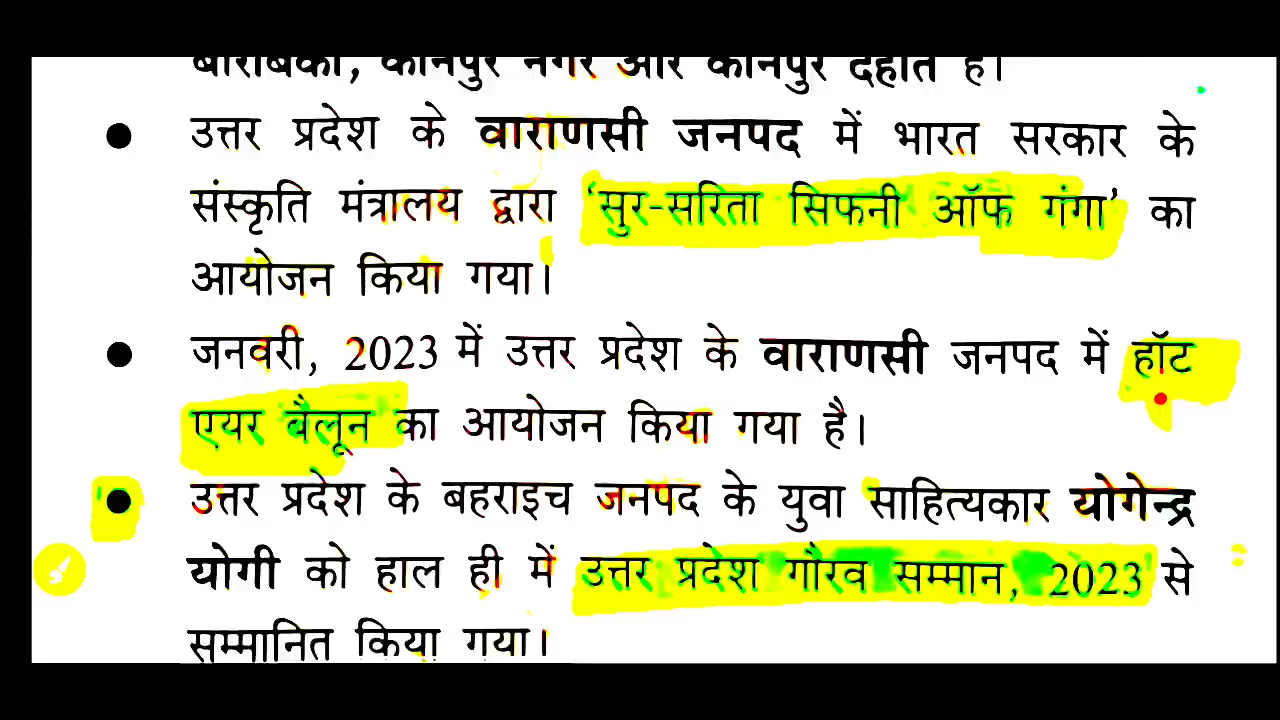 बाराबंकी, कानपुर नगर और कानपुर देहात है।
● उत्तर प्रदेश के वाराणसी जनपद में भारत सरकार के
संस्कृति मंत्रालय द्वारा ‘सुर-सरिता सिफनी ऑफ गंगा’ का
आयोजन किया गया।
● जनवरी, 2023 में उत्तर प्रदेश के वाराणसी जनपद में हॉट
एयर बैलून का आयोजन किया गया है।
● उत्तर प्रदेश के बहराइच जनपद के युवा साहित्यकार योगेन्द्र
योगी को हाल ही में उत्तर प्रदेश गौरव सम्मान, 2023 से
सम्मानित किया गया।